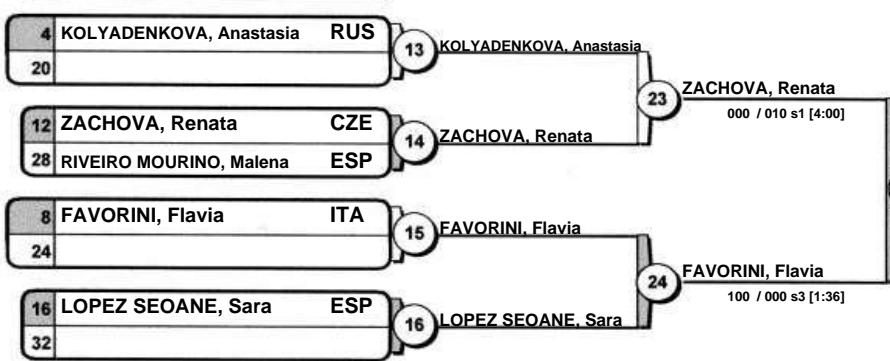 4 KOLYADENKOVA, Anastasia RUS
20
13
KOLYADENKOVA, Anastasia
12 ZACHOVA, Renata CZE
28 RIVEIRO MOURINO, Malena ESP
14
ZACHOVA, Renata
23
ZACHOVA, Renata
000 / 010 s1 [4:00]
8 FAVORINI, Flavia ITA
24
15
FAVORINI, Flavia
16 LOPEZ SEOANE, Sara ESP
32
16
LOPEZ SEOANE, Sara
24
FAVORINI, Flavia
100 / 000 s3 [1:36]